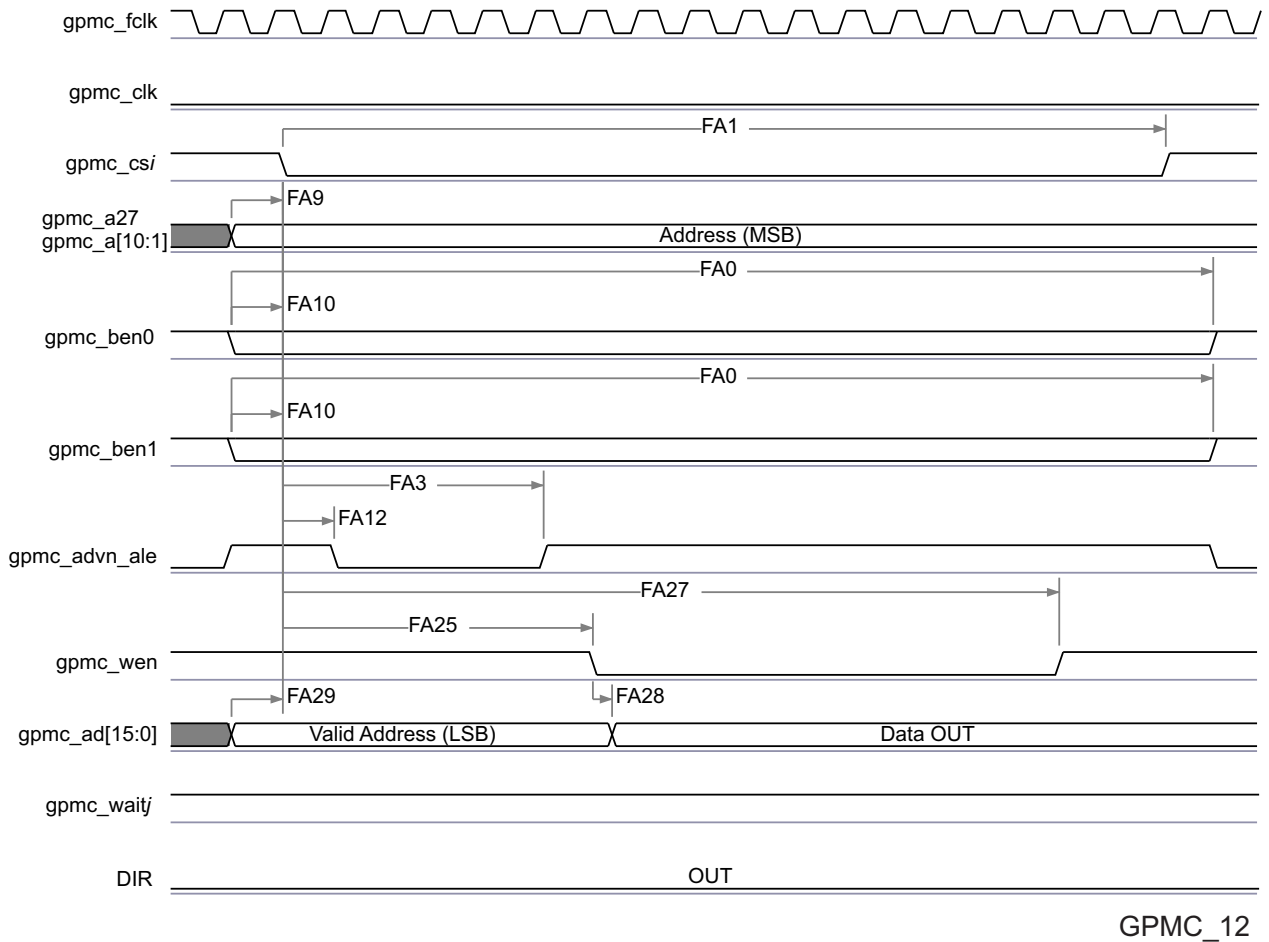 gpmc_fclk
gpmc_clk
FA1
gpmc_csi
FA9
gpmc_a27
gpmc_a[10:1]
Address (MSB)
FA0
FA10
gpmc_ben0
FA0
FA10
gpmc_ben1
FA3
FA12
gpmc_advn_ale
FA27
FA25
gpmc_wen
FA29
FA28
gpmc_ad[15:0]
Valid Address (LSB)
Data OUT
gpmc_waitj
DIR
OUT
GPMC_12